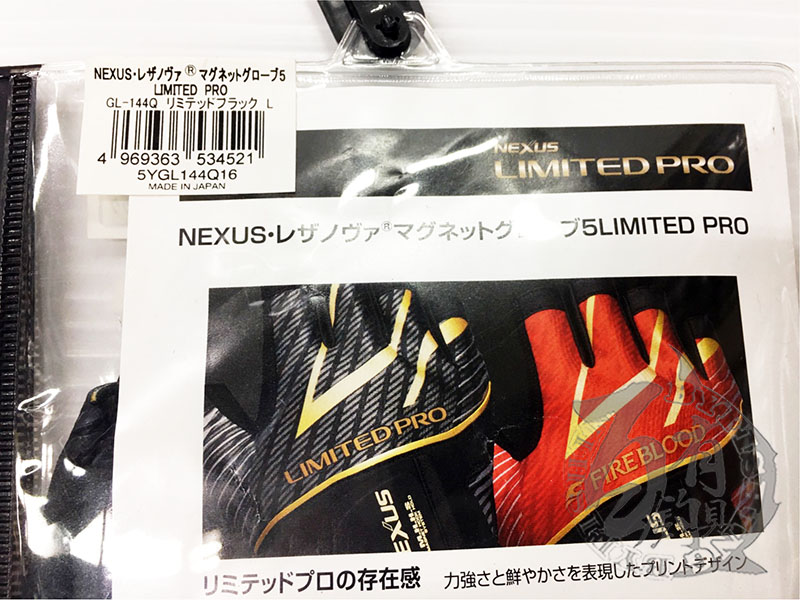 NEXUS・レザノヴァ®マグネットグローブ5
LIMITED PRO
GL-144Q リミテッドブラック L
4 969363 534521
5YGL144Q16
MADE IN JAPAN
NEXUS
LIMITED PRO
NEXUS・レザノヴァ®マグネットグローブ5LIMITED PRO
LIMITED PRO
FIREBLOOD
NEXUS
リミテッドプロの存在感 力強さと鮮やかさを表現したプリントデザイン